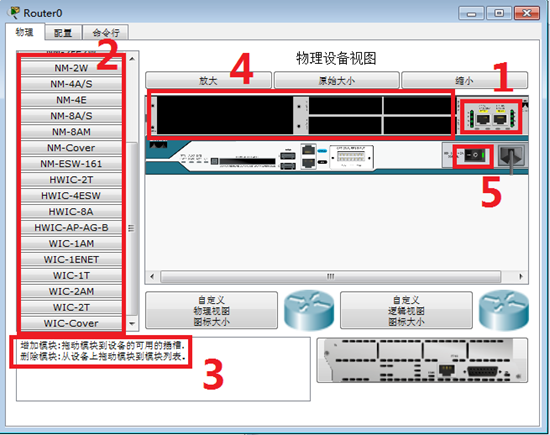 Router0
物理 配置 命令行
2
NM-2W
NM-4A/S
NM-4E
NM-8A/S
NM-8AM
NM-Cover
NM-ESW-161
HWIC-2T
HWIC-4ESW
HWIC-8A
HWIC-AP-AG-B
WIC-1AM
WIC-1ENET
WIC-1T
WIC-2AM
WIC-2T
WIC-Cover
物理设备视图
4
1
放大 原始大小 缩小
5
自定义
物理视图
图标大小
自定义
逻辑视图
图标大小
增加模块:拖动模块到设备的可用的插槽.
删除模块:从设备上拖动模块到模块列表.
3